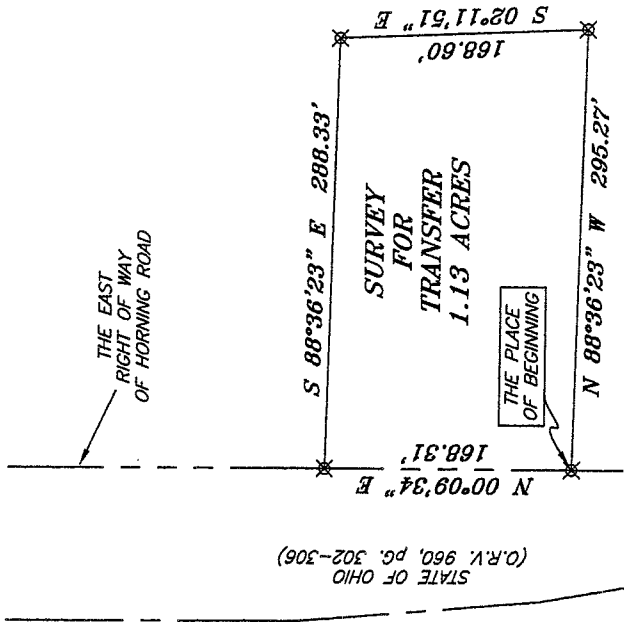 THE EAST
RIGHT OF WAY
OF HORNING ROAD
S 88°36'23" E 288.33'
S 02°11'51" E
168.60'
SURVEY
FOR
TRANSFER
1.13 ACRES
THE PLACE
OF BEGINNING
N 88°36'23" W 295.27'
N 00°09'34" E
168.31'
STATE OF OHIO
(O.R.V. 960, PG. 302-306)